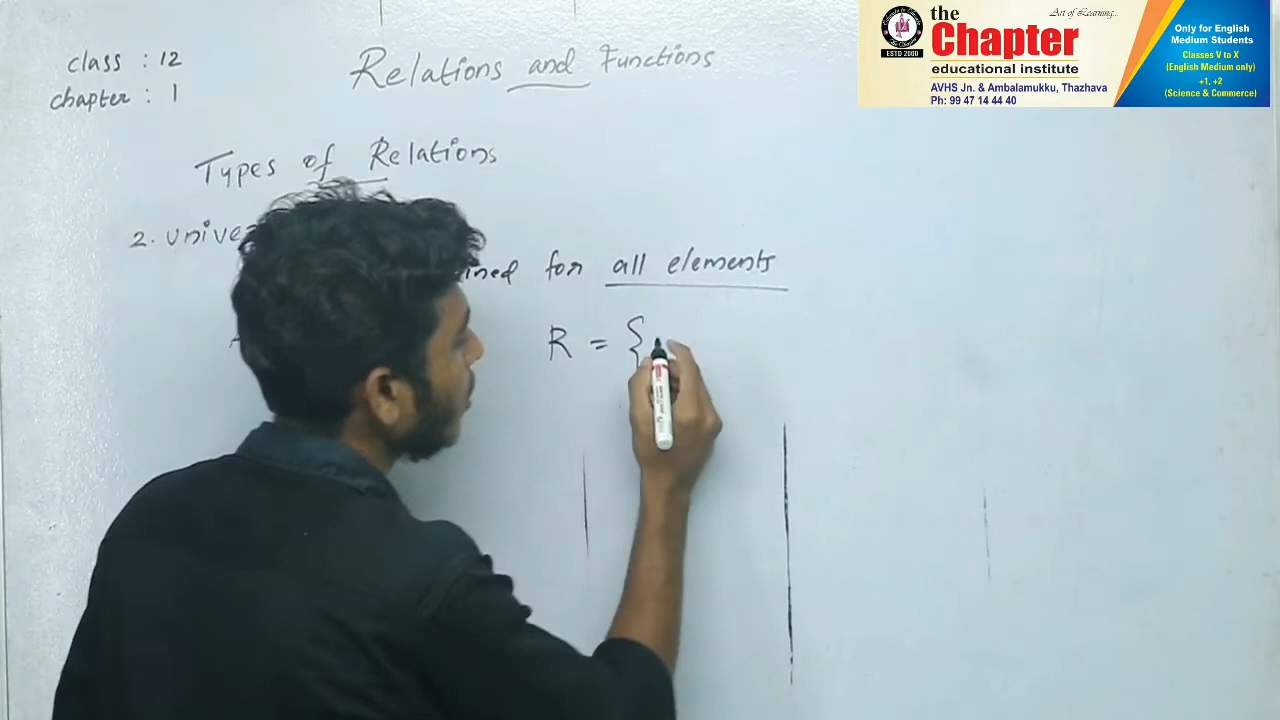 class : 12
chapter : 1
Relations and Functions
Types of Relations
2.
for all elements
R = {
ESTD 2000
the
Chapter
educational institute
AVHS Jn. & Ambalamukku, Thazhava
Ph: 99 47 14 44 40
Art of Learning...
Only for English
Medium Students
Classes V to X
(English Medium only)
+1, +2
(Science & Commerce)